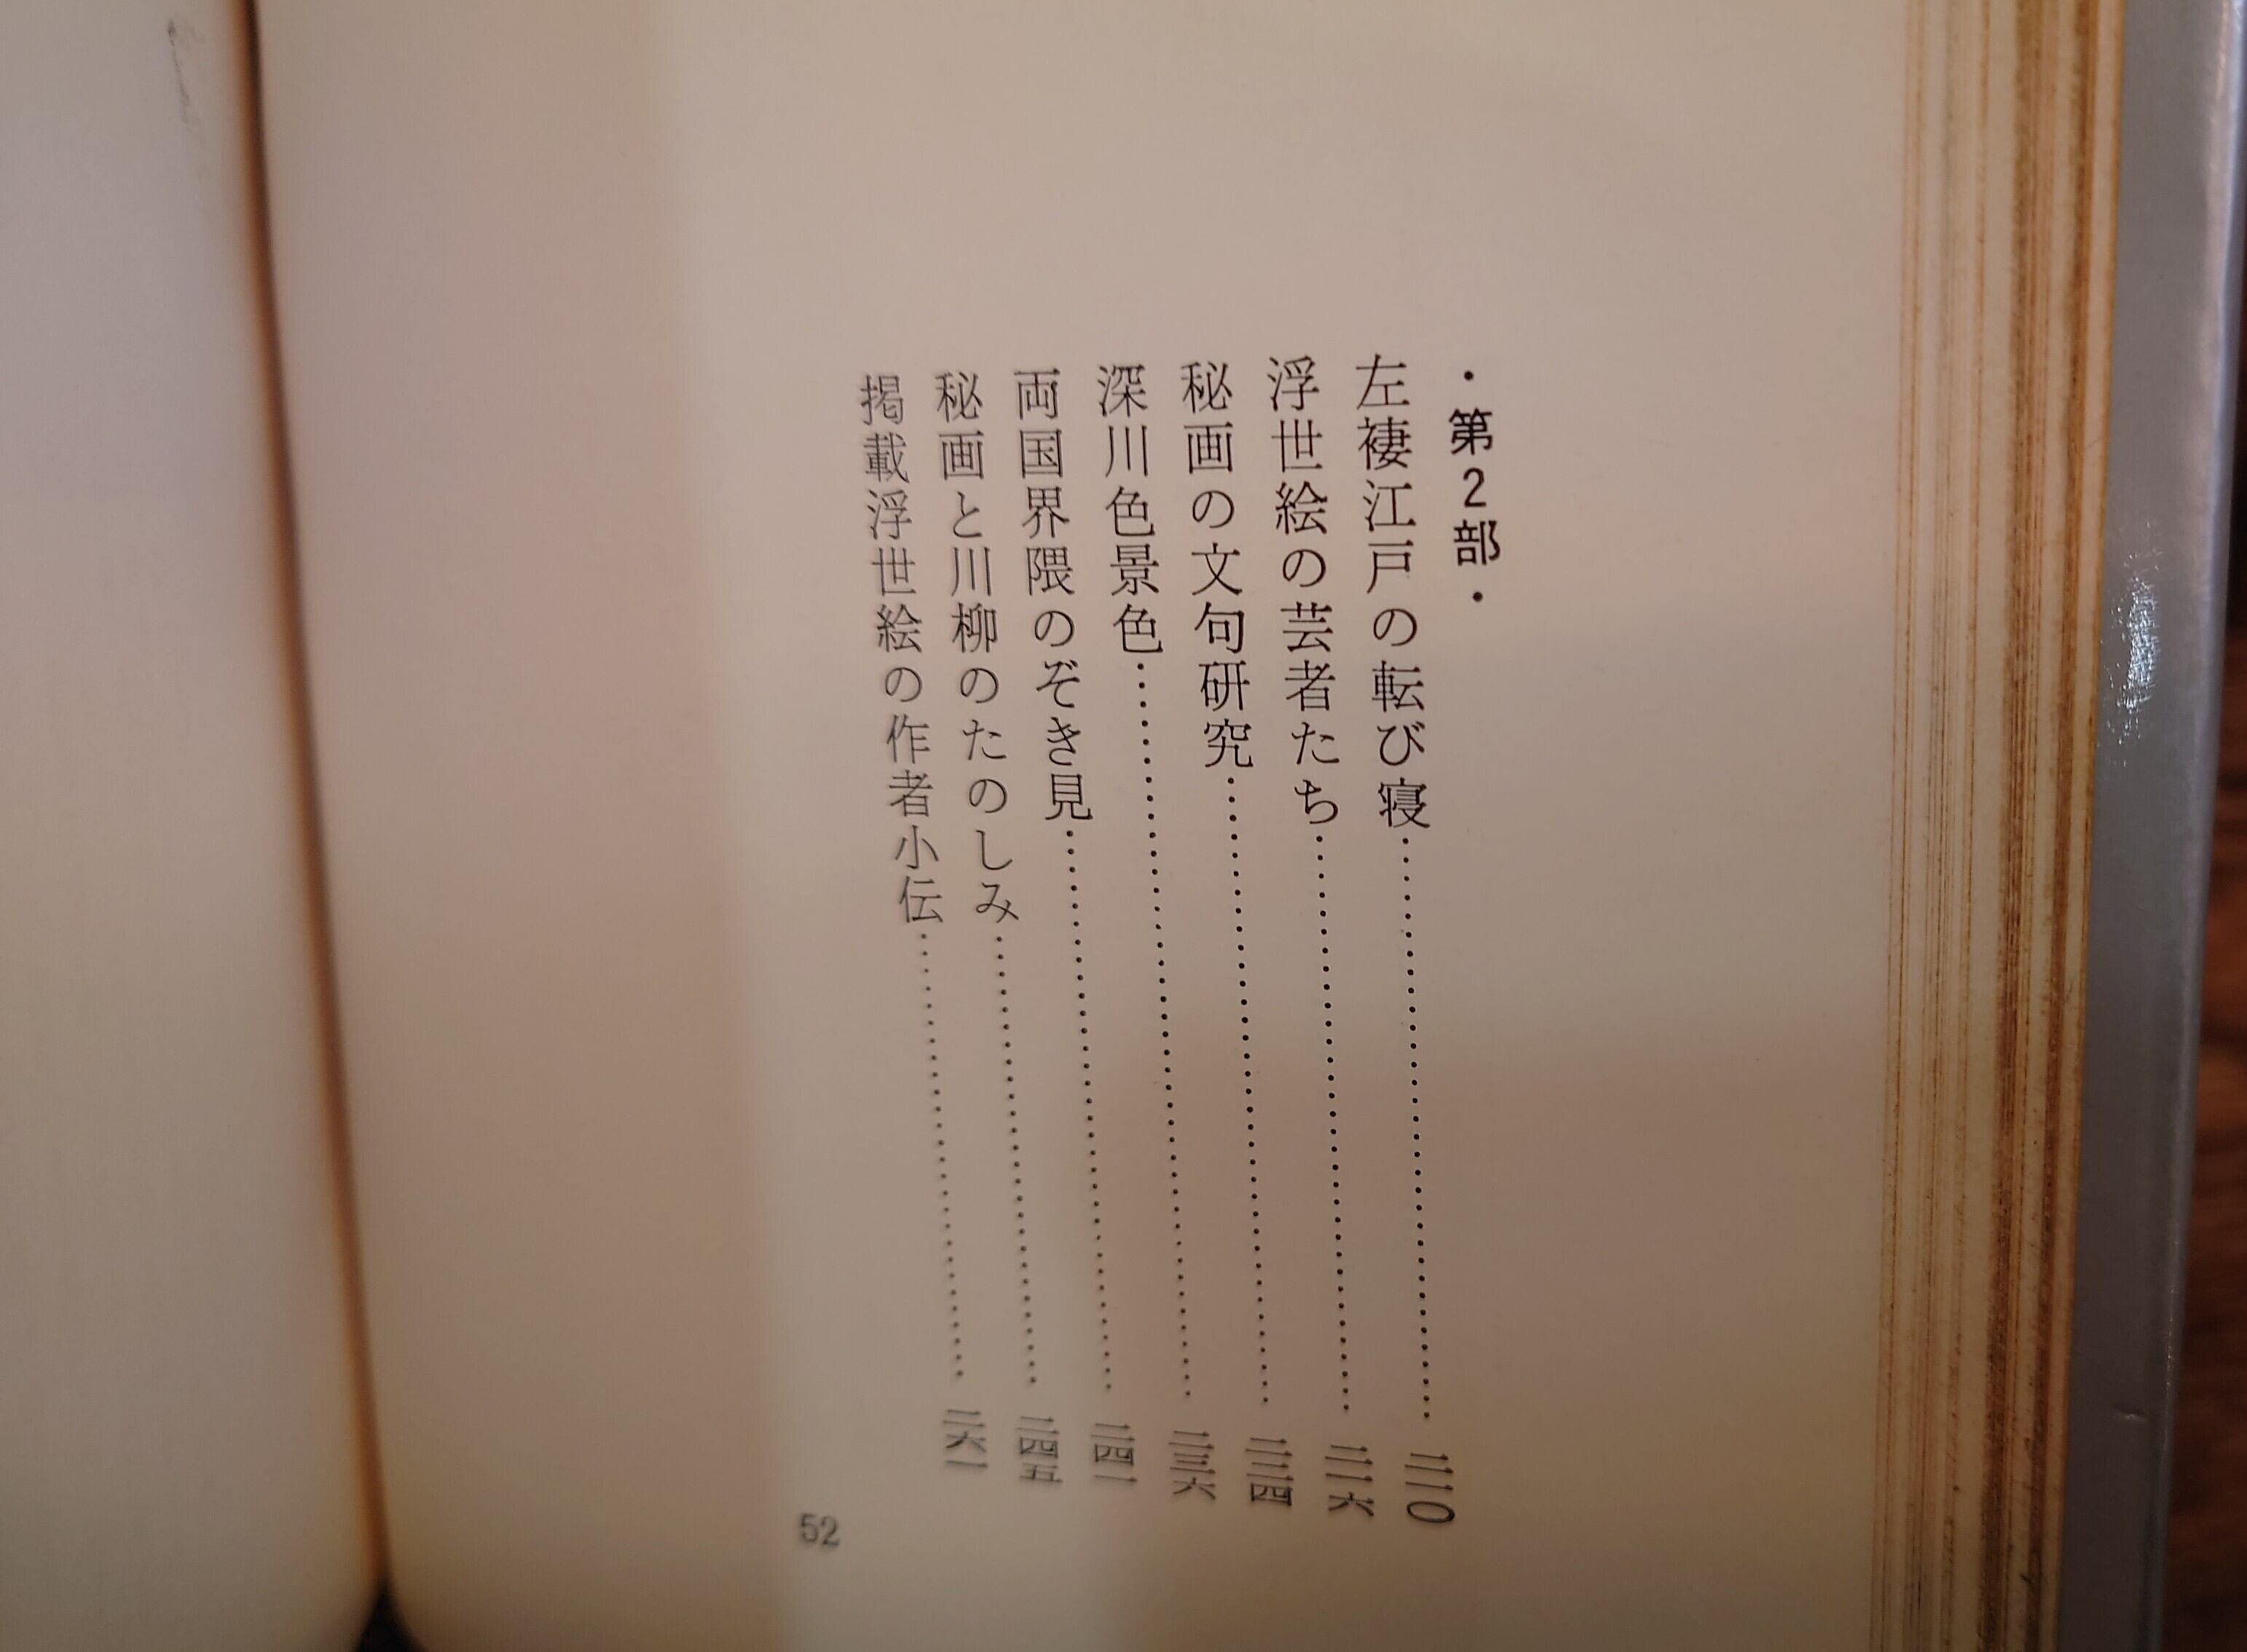 ・第2部・
左褄江戸の転び寝……二一〇
浮世絵の芸者たち……二一六
秘画の文句研究……二二四
深川色景色……二三六
両国界隈のぞき見……二四一
秘画と川柳のたのしみ……二四五
掲載浮世絵の作者小伝……二六一
52